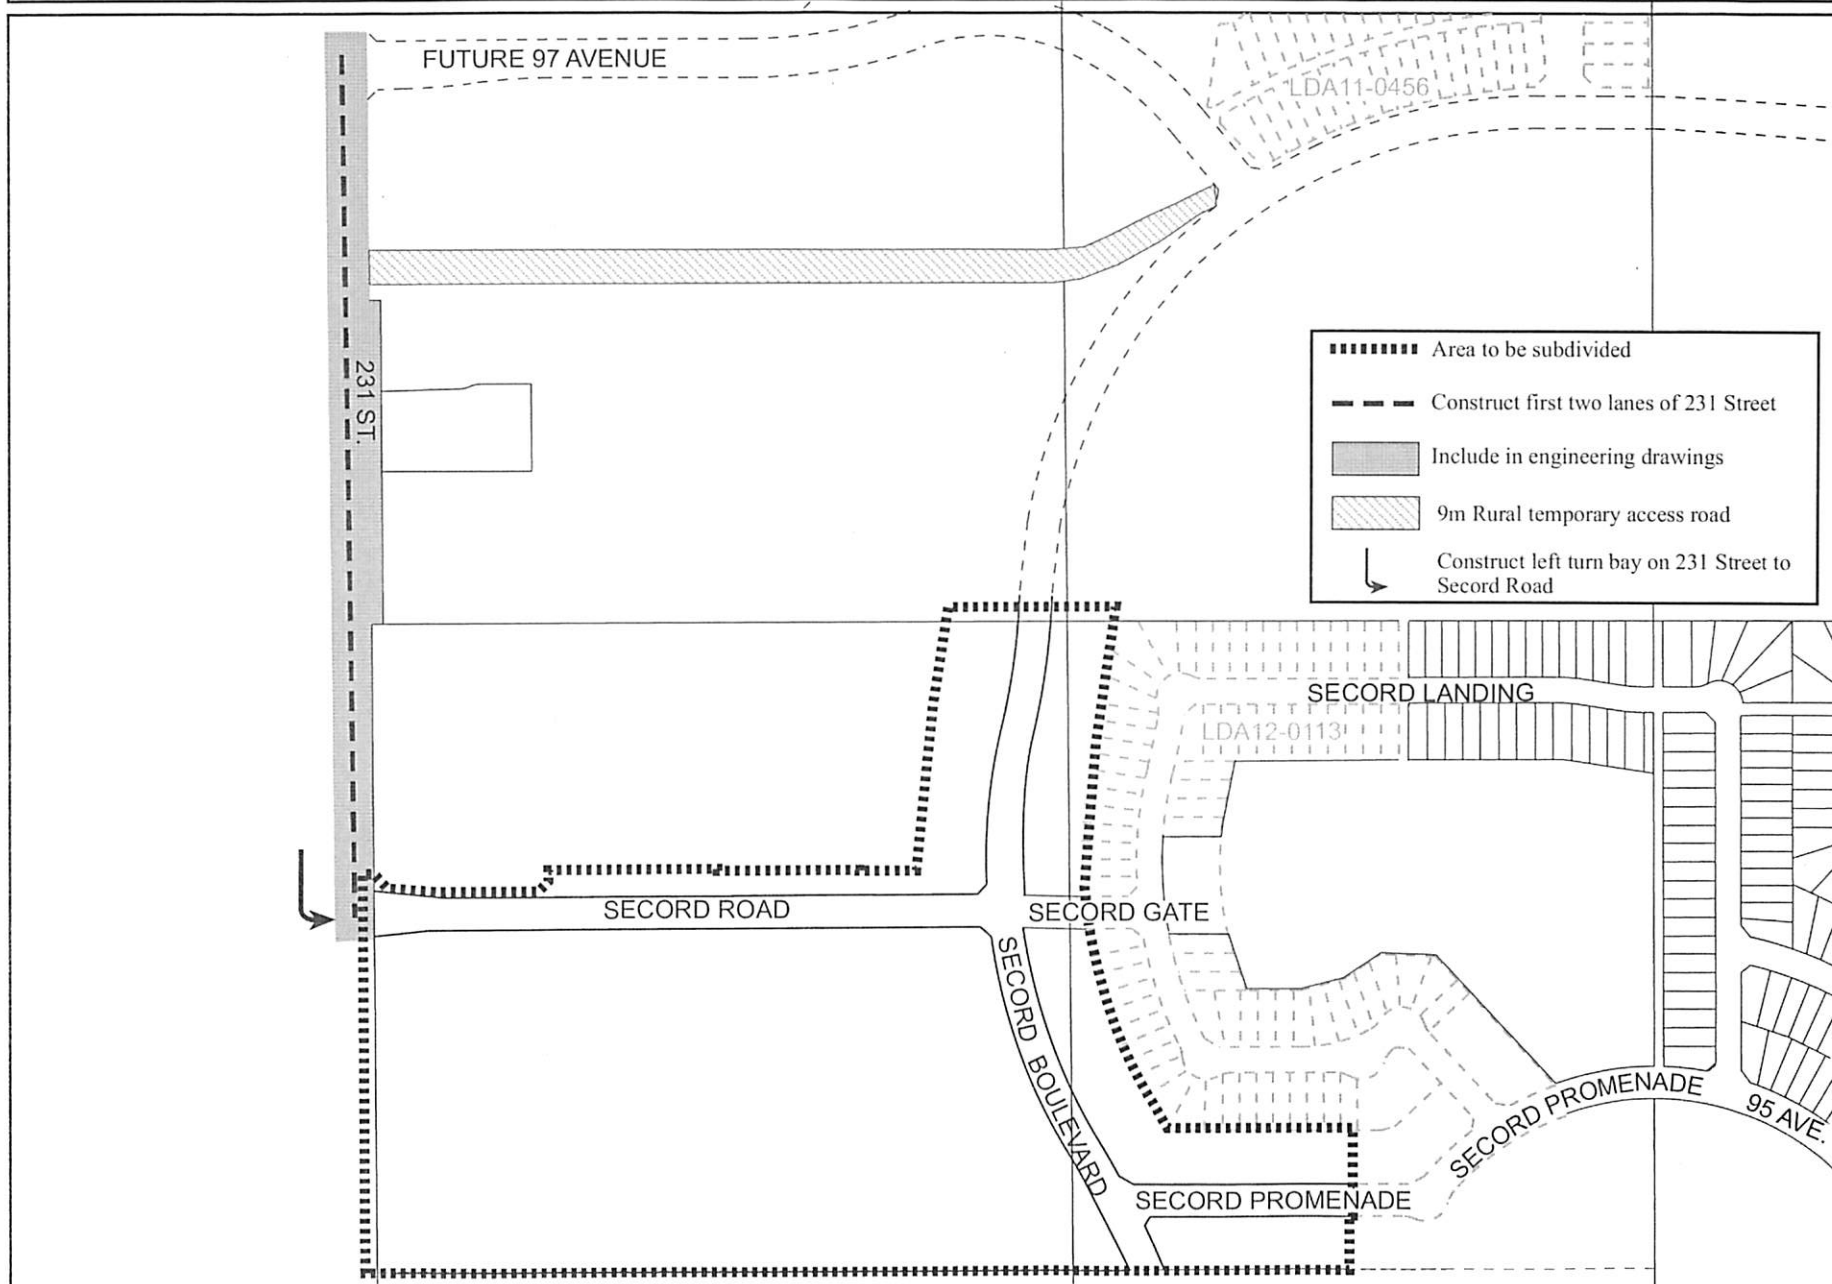 FUTURE 97 AVENUE
LDA11-0456
231 ST.
Area to be subdivided
Construct first two lanes of 231 Street
Include in engineering drawings
9m Rural temporary access road
Construct left turn bay on 231 Street to
Secord Road
SECORD LANDING
LDA12-0113
SECORD ROAD
SECORD GATE
SECORD BOULEVARD
SECORD PROMENADE
95 AVE.
SECORD PROMENADE